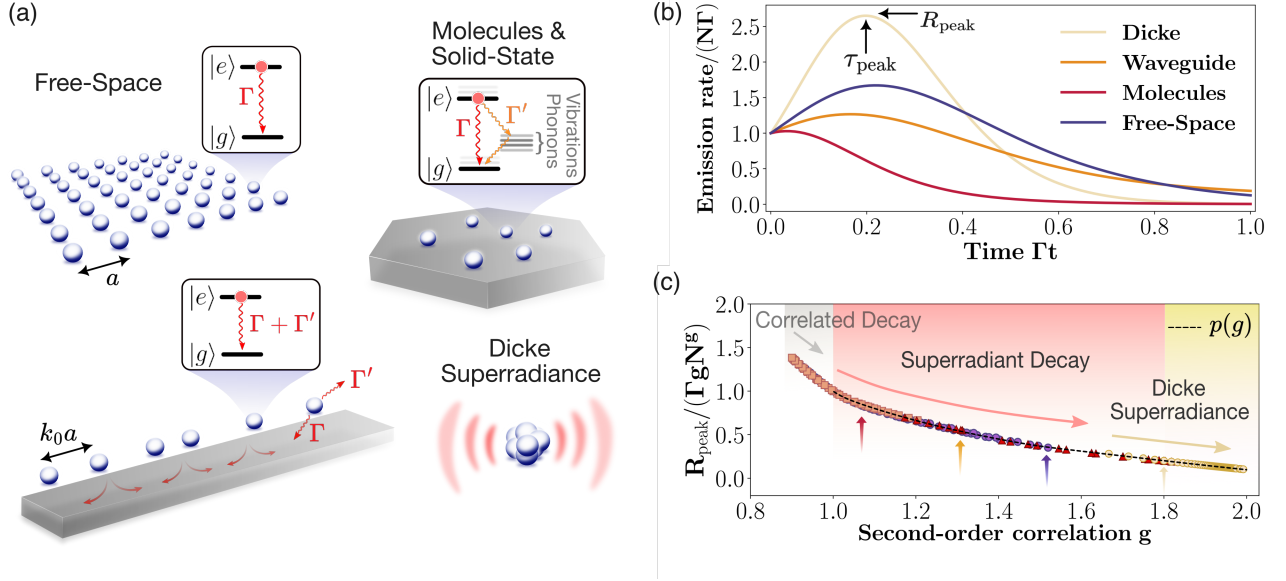 (a)
Free-Space
|e⟩
Γ
|g⟩
a
Molecules &
Solid-State
|e⟩
Γ
Γ′
|g⟩
Vibrations
Phonons
|e⟩
Γ + Γ′
|g⟩
Γ′
Γ
k₀a
Dicke
Superradiance
(b)
Emission rate/(NΓ)
2.5
2.0
1.5
1.0
0.5
0.0
R_peak
τ_peak
Dicke
Waveguide
Molecules
Free-Space
0.0 0.2 0.4 0.6 0.8 1.0
Time Γt
(c)
R_peak/(ΓgN^g)
2.0
1.5
1.0
0.5
0.0
Correlated Decay
Superradiant Decay
Dicke
Superradiance
p(g)
0.8 1.0 1.2 1.4 1.6 1.8 2.0
Second-order correlation g